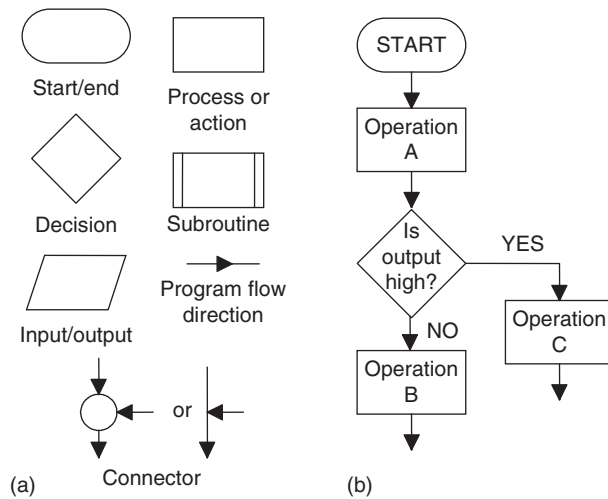 Start/end
Process or
action
Decision
Subroutine
Input/output
Program flow
direction
or
Connector
(a)
START
Operation
A
Is
output
high?
YES
NO
Operation
B
Operation
C
(b)